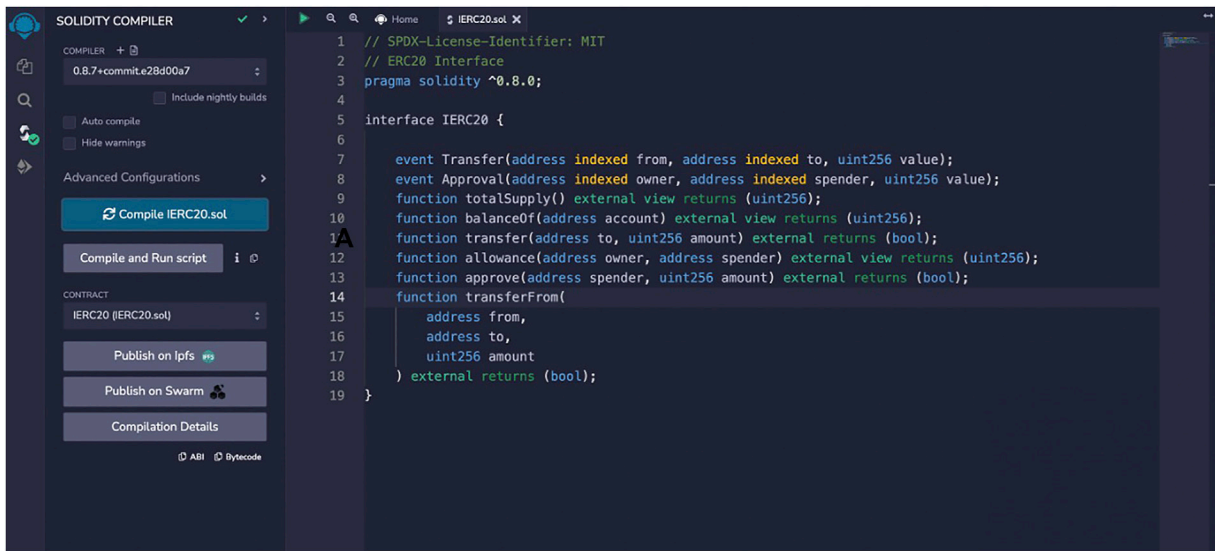 SOLIDITY COMPILER
COMPILER
0.8.7+commit.e28d00a7
Include nightly builds
Auto compile
Hide warnings
Advanced Configurations
Compile IERC20.sol
Compile and Run script
CONTRACT
IERC20 (IERC20.sol)
Publish on Ipfs
Publish on Swarm
Compilation Details
ABI Bytecode
Home IERC20.sol
1 // SPDX-License-Identifier: MIT
2 // ERC20 Interface
3 pragma solidity ^0.8.0;
4
5 interface IERC20 {
6
7 event Transfer(address indexed from, address indexed to, uint256 value);
8 event Approval(address indexed owner, address indexed spender, uint256 value);
9 function totalSupply() external view returns (uint256);
10 function balanceOf(address account) external view returns (uint256);
A function transfer(address to, uint256 amount) external returns (bool);
12 function allowance(address owner, address spender) external view returns (uint256);
13 function approve(address spender, uint256 amount) external returns (bool);
14 function transferFrom(
15 address from,
16 address to,
17 uint256 amount
18 ) external returns (bool);
19 }